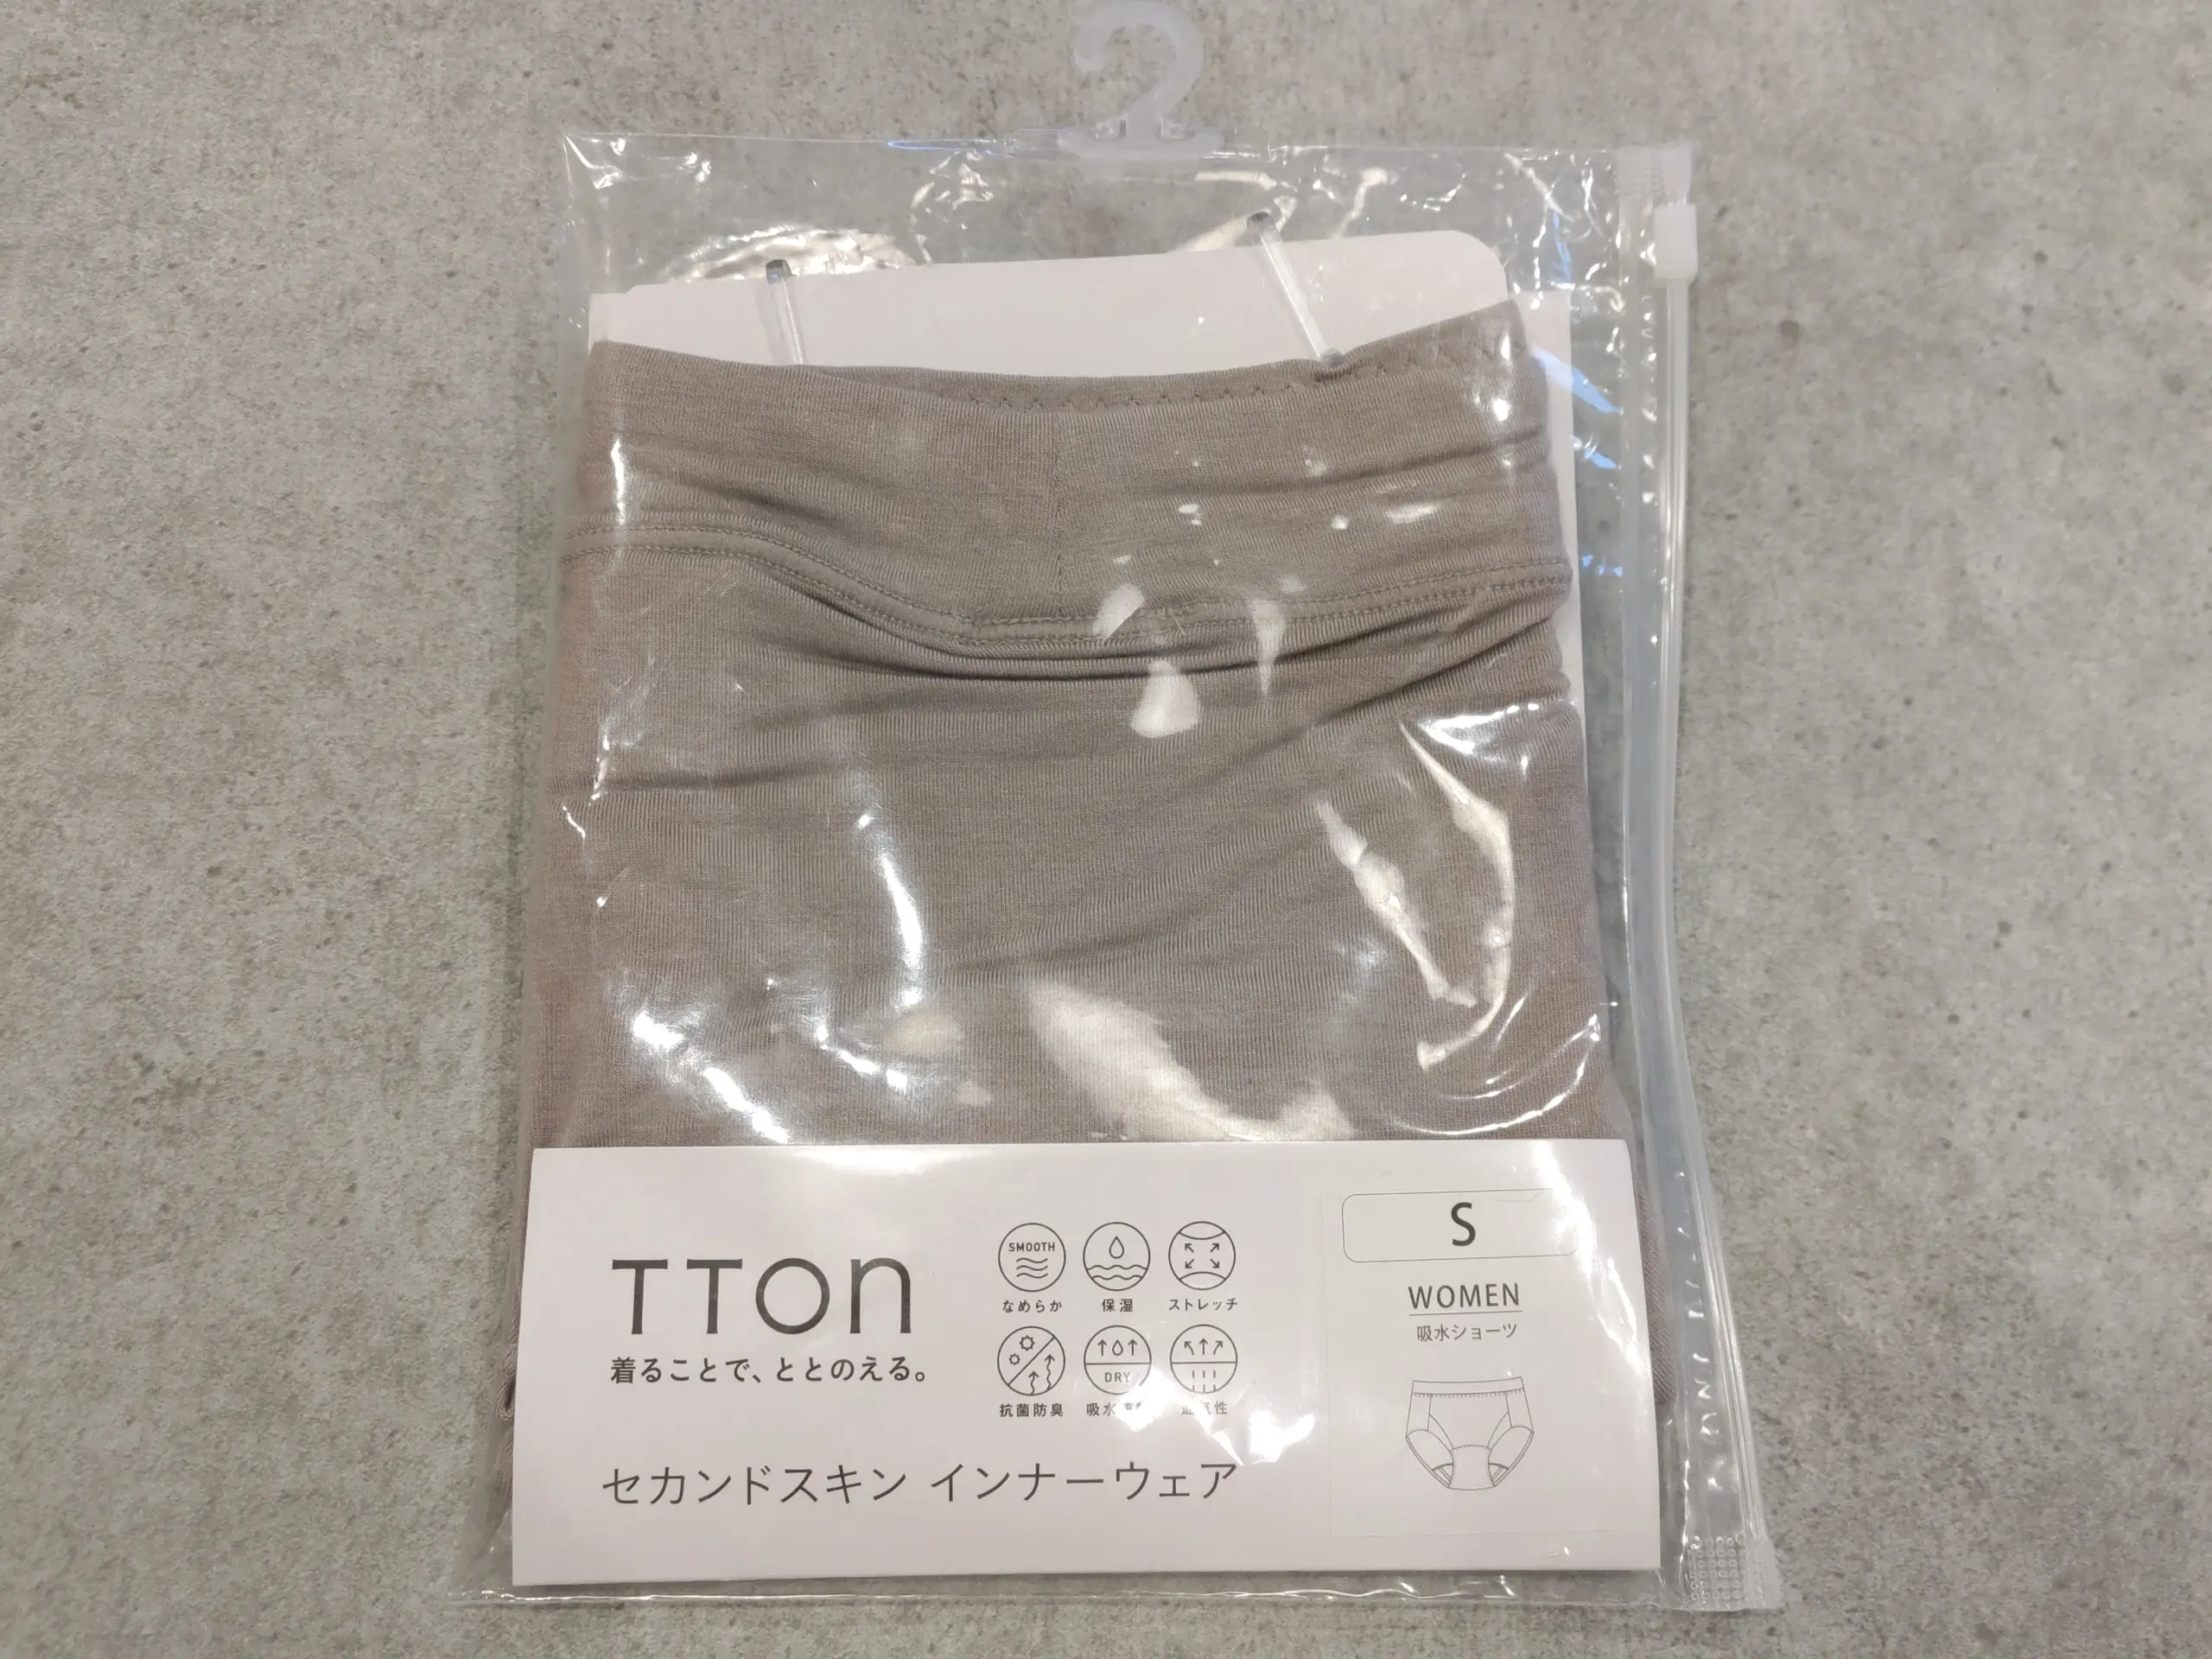 TTON
着ることで、ととのえる。
SMOOTH
なめらか
保湿
ストレッチ
抗菌防臭
DRY
吸水
セカンドスキン インナーウェア
S
WOMEN
吸水ショーツ